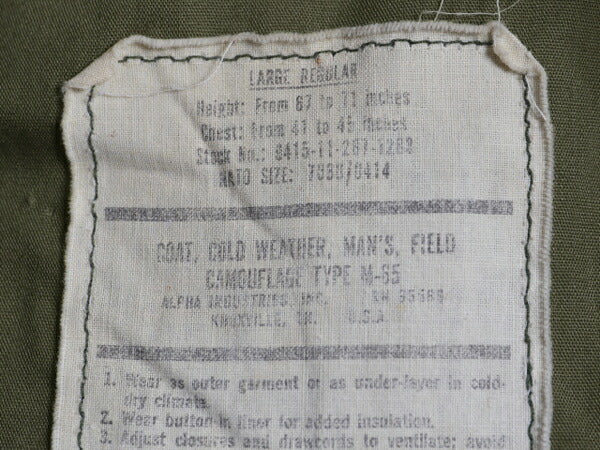 LARGE REGULAR
Height: From 67 to 71 inches
Chest: From 41 to 45 inches
Stock No.: 8415-11-267-1283
NATO SIZE: 7080/0414
COAT, COLD WEATHER, MAN'S, FIELD
CAMOUFLAGE TYPE M-65
ALPHA INDUSTRIES, INC.
KNOXVILLE, TN. U.S.A.
1. Wear as outer garment or as under-layer in cold-
dry climate.
2. Wear button-in liner for added insulation.
3. Adjust closures and drawcords to ventilate; avoid